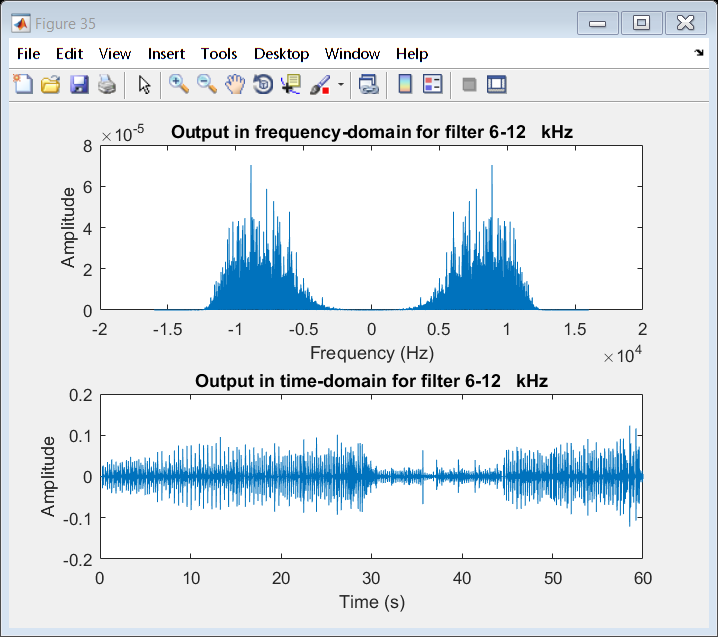 Figure 35
File Edit View Insert Tools Desktop Window Help
×10-5
Output in frequency-domain for filter 6-12 kHz
8
6
4
2
0
Amplitude
-2 -1.5 -1 -0.5 0 0.5 1 1.5 2
Frequency (Hz)
×10 4
Output in time-domain for filter 6-12 kHz
0.2
0.1
0
-0.1
-0.2
Amplitude
0 10 20 30 40 50 60
Time (s)